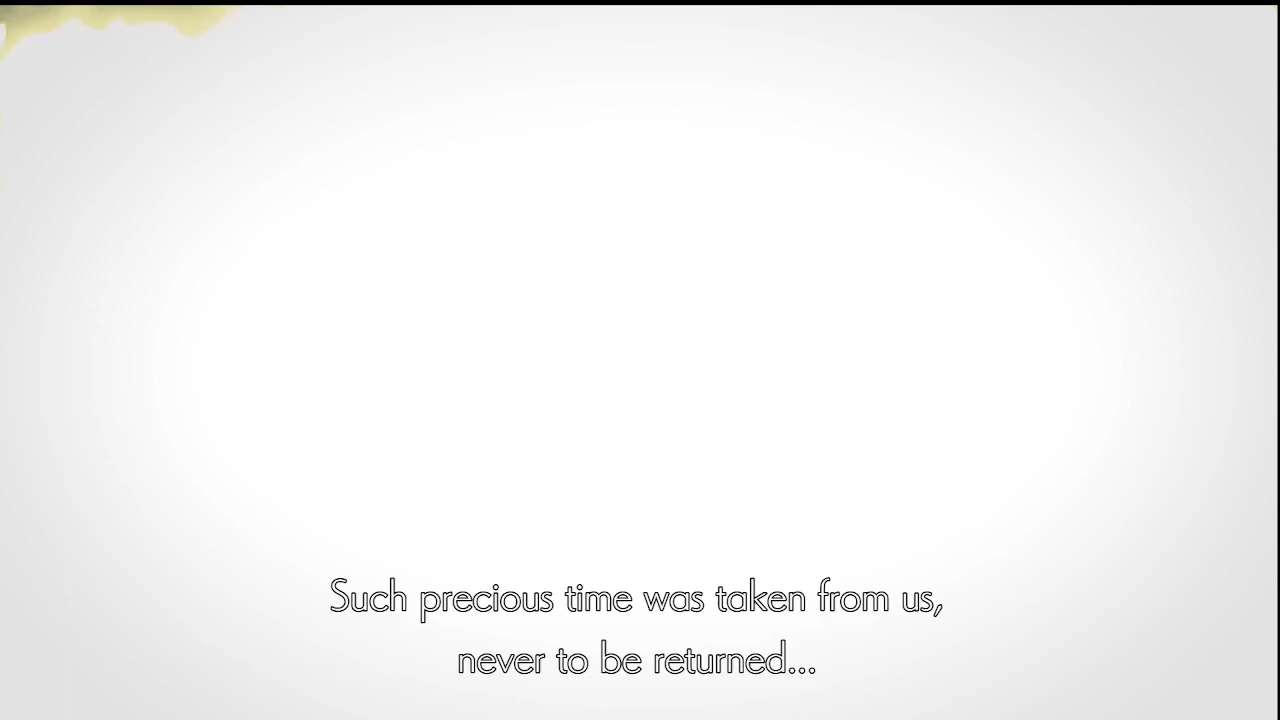 Such precious time was taken from us,
never to be returned...